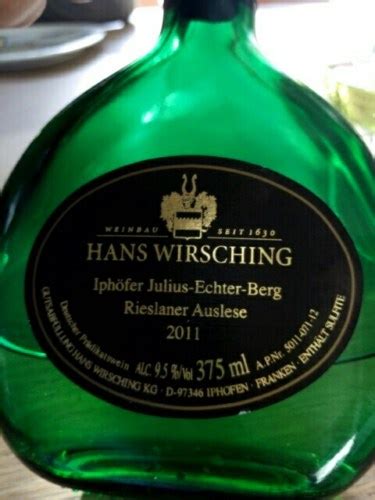 WEINBAU SEIT 1630
HANS WIRSCHING
Iphöfer Julius-Echter-Berg
Rieslaner Auslese
2011
Deutscher Prädikatswein ALC. 9.5 %/Vol 375 ml A.P.Nr. 5011-071-12
GUTSABFÜLLUNG HANS WIRSCHING KG · D-97346 IPHOFEN · FRANKEN · ENTHÄLT SULFITE